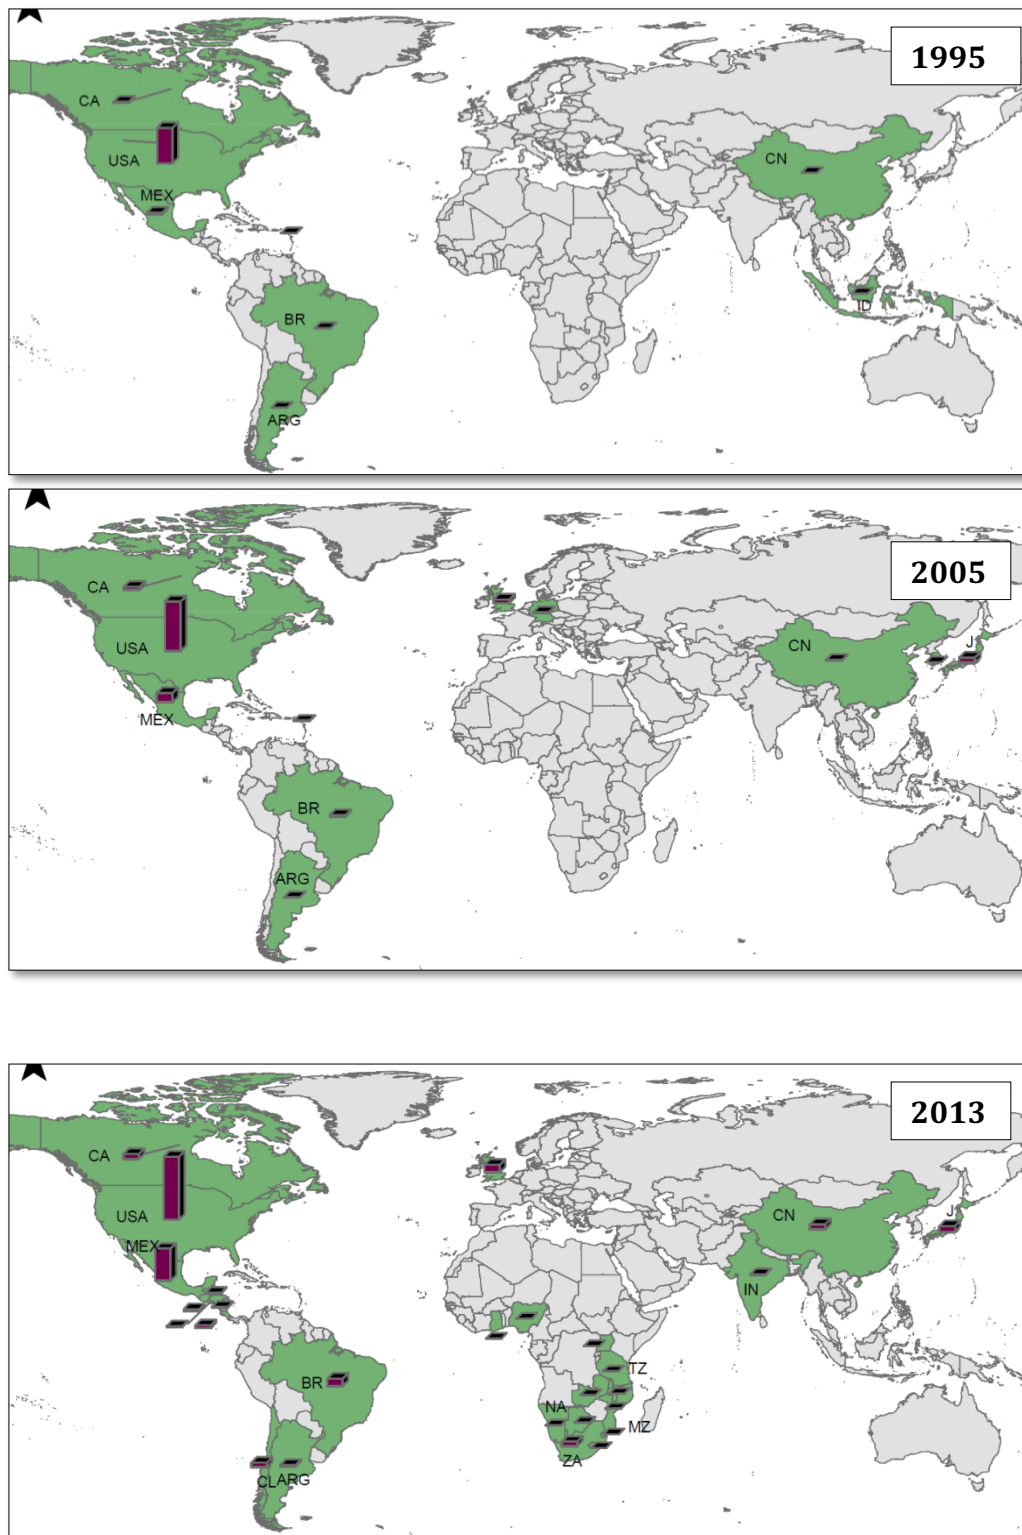 1995
CA
USA
MEX
CN
ID
BR
ARG
2005
CA
USA
MEX
CN
J
BR
ARG
2013
CA
USA
MEX
CN
J
IN
BR
TZ
NA
MZ
ZA
CL
ARG